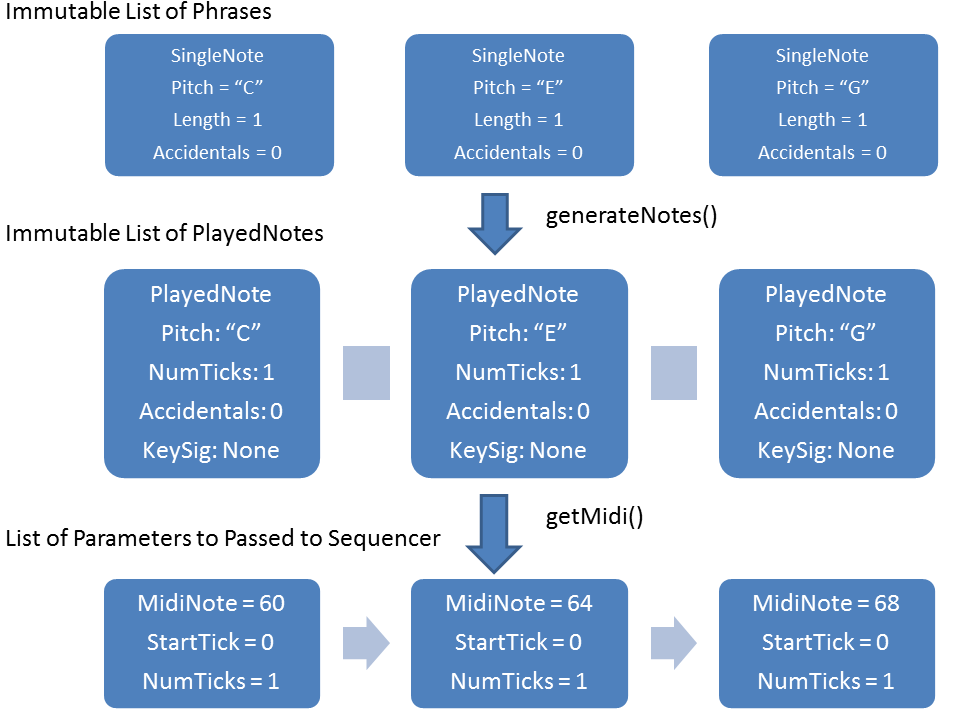 Immutable List of Phrases
SingleNote
Pitch = “C”
Length = 1
Accidentals = 0
SingleNote
Pitch = “E”
Length = 1
Accidentals = 0
SingleNote
Pitch = “G”
Length = 1
Accidentals = 0
generateNotes()
Immutable List of PlayedNotes
PlayedNote
Pitch: “C”
NumTicks: 1
Accidentals: 0
KeySig: None
PlayedNote
Pitch: “E”
NumTicks: 1
Accidentals: 0
KeySig: None
PlayedNote
Pitch: “G”
NumTicks: 1
Accidentals: 0
KeySig: None
getMidi()
List of Parameters to Passed to Sequencer
MidiNote = 60
StartTick = 0
NumTicks = 1
MidiNote = 64
StartTick = 0
NumTicks = 1
MidiNote = 68
StartTick = 0
NumTicks = 1